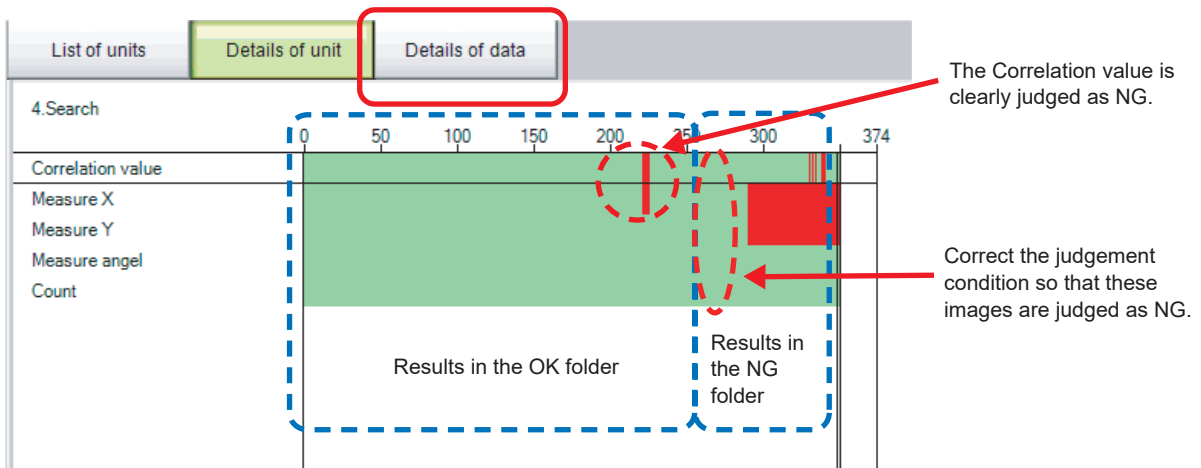 List of units
Details of unit
Details of data
4.Search
0 50 100 150 200 250 300 374
Correlation value
Measure X
Measure Y
Measure angel
Count
Results in the OK folder
Results in
the NG
folder
The Correlation value is
clearly judged as NG.
Correct the judgement
condition so that these
images are judged as NG.